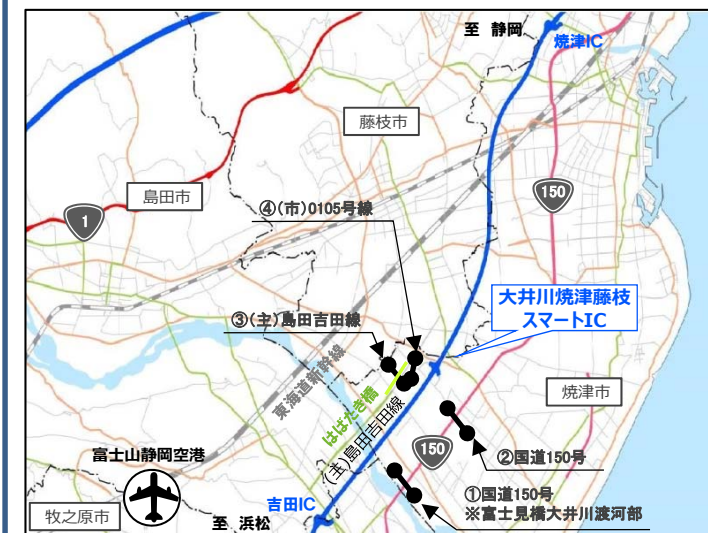 至 静岡
焼津IC
藤枝市
島田市
150
1
④(市)0105号線
大井川焼津藤枝
スマートIC
③(主)島田吉田線
東海道新幹線
はばたき橋
(主)島田吉田線
焼津市
150
②国道150号
富士山静岡空港
①国道150号
※富士見橋大井川渡河部
吉田IC
牧之原市
至 浜松